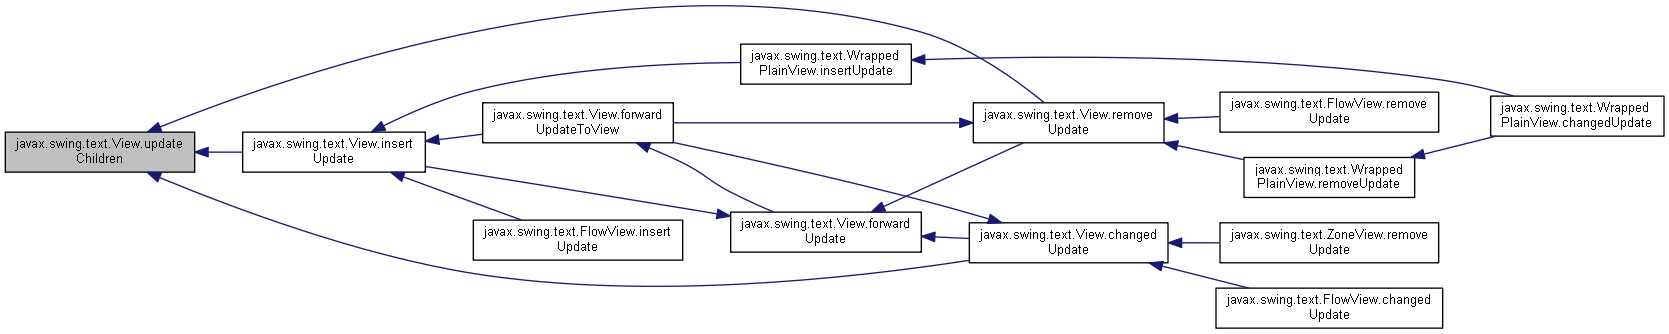 javax.swing.text.View.update
Children
javax.swing.text.View.insert
Update
javax.swing.text.Wrapped
PlainView.insertUpdate
javax.swing.text.View.forward
UpdateToView
javax.swing.text.FlowView.insert
Update
javax.swing.text.View.forward
Update
javax.swing.text.View.remove
Update
javax.swing.text.View.changed
Update
javax.swing.text.FlowView.remove
Update
javax.swing.text.Wrapped
PlainView.removeUpdate
javax.swing.text.ZoneView.remove
Update
javax.swing.text.FlowView.changed
Update
javax.swing.text.Wrapped
PlainView.changedUpdate